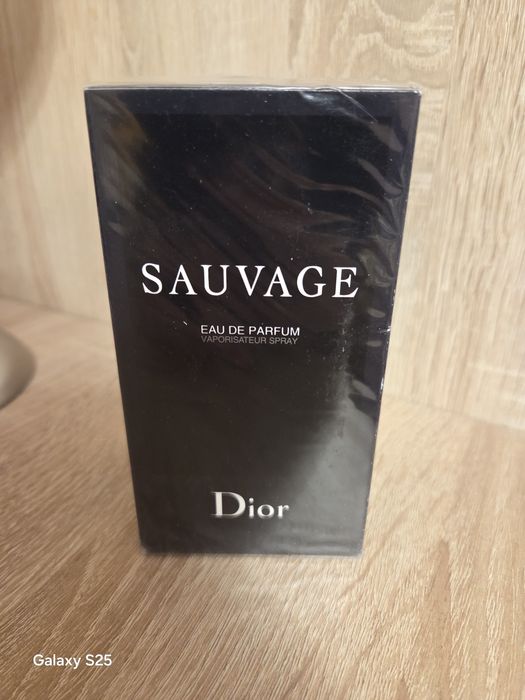 SAUVAGE
EAU DE PARFUM
VAPORISATEUR SPRAY
Dior
Galaxy S25